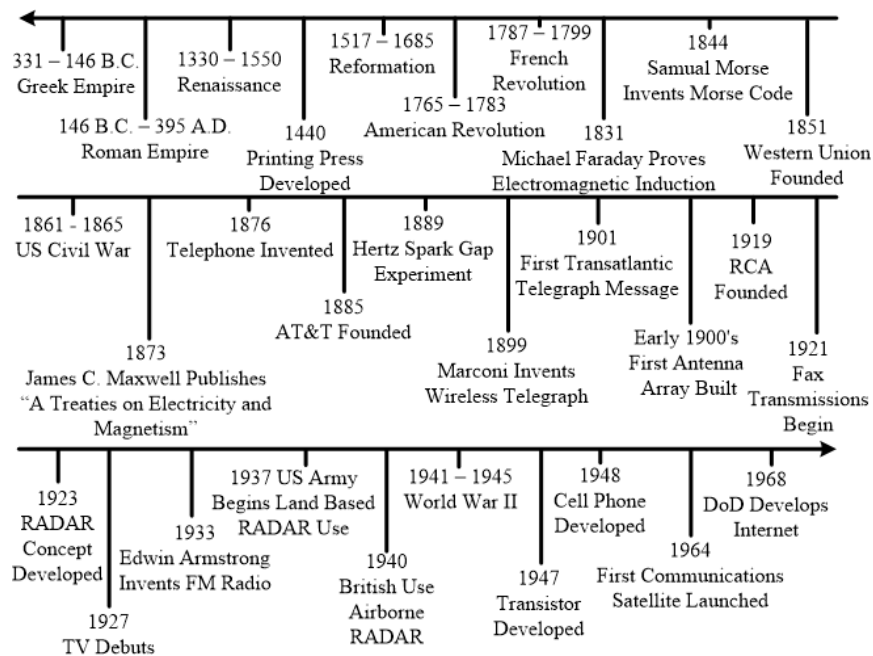 331 – 146 B.C.
Greek Empire
146 B.C. – 395 A.D.
Roman Empire
1330 – 1550
Renaissance
1440
Printing Press
Developed
1517 – 1685
Reformation
1765 – 1783
American Revolution
1787 – 1799
French
Revolution
1831
Michael Faraday Proves
Electromagnetic Induction
1844
Samual Morse
Invents Morse Code
1851
Western Union
Founded
1861 - 1865
US Civil War
1873
James C. Maxwell Publishes
“A Treaties on Electricity and
Magnetism”
1876
Telephone Invented
1885
AT&T Founded
1889
Hertz Spark Gap
Experiment
1899
Marconi Invents
Wireless Telegraph
1901
First Transatlantic
Telegraph Message
Early 1900's
First Antenna
Array Built
1919
RCA
Founded
1921
Fax
Transmissions
Begin
1923
RADAR
Concept
Developed
1927
TV Debuts
1933
Edwin Armstrong
Invents FM Radio
1937 US Army
Begins Land Based
RADAR Use
1940
British Use
Airborne
RADAR
1941 – 1945
World War II
1947
Transistor
Developed
1948
Cell Phone
Developed
1964
First Communications
Satellite Launched
1968
DoD Develops
Internet